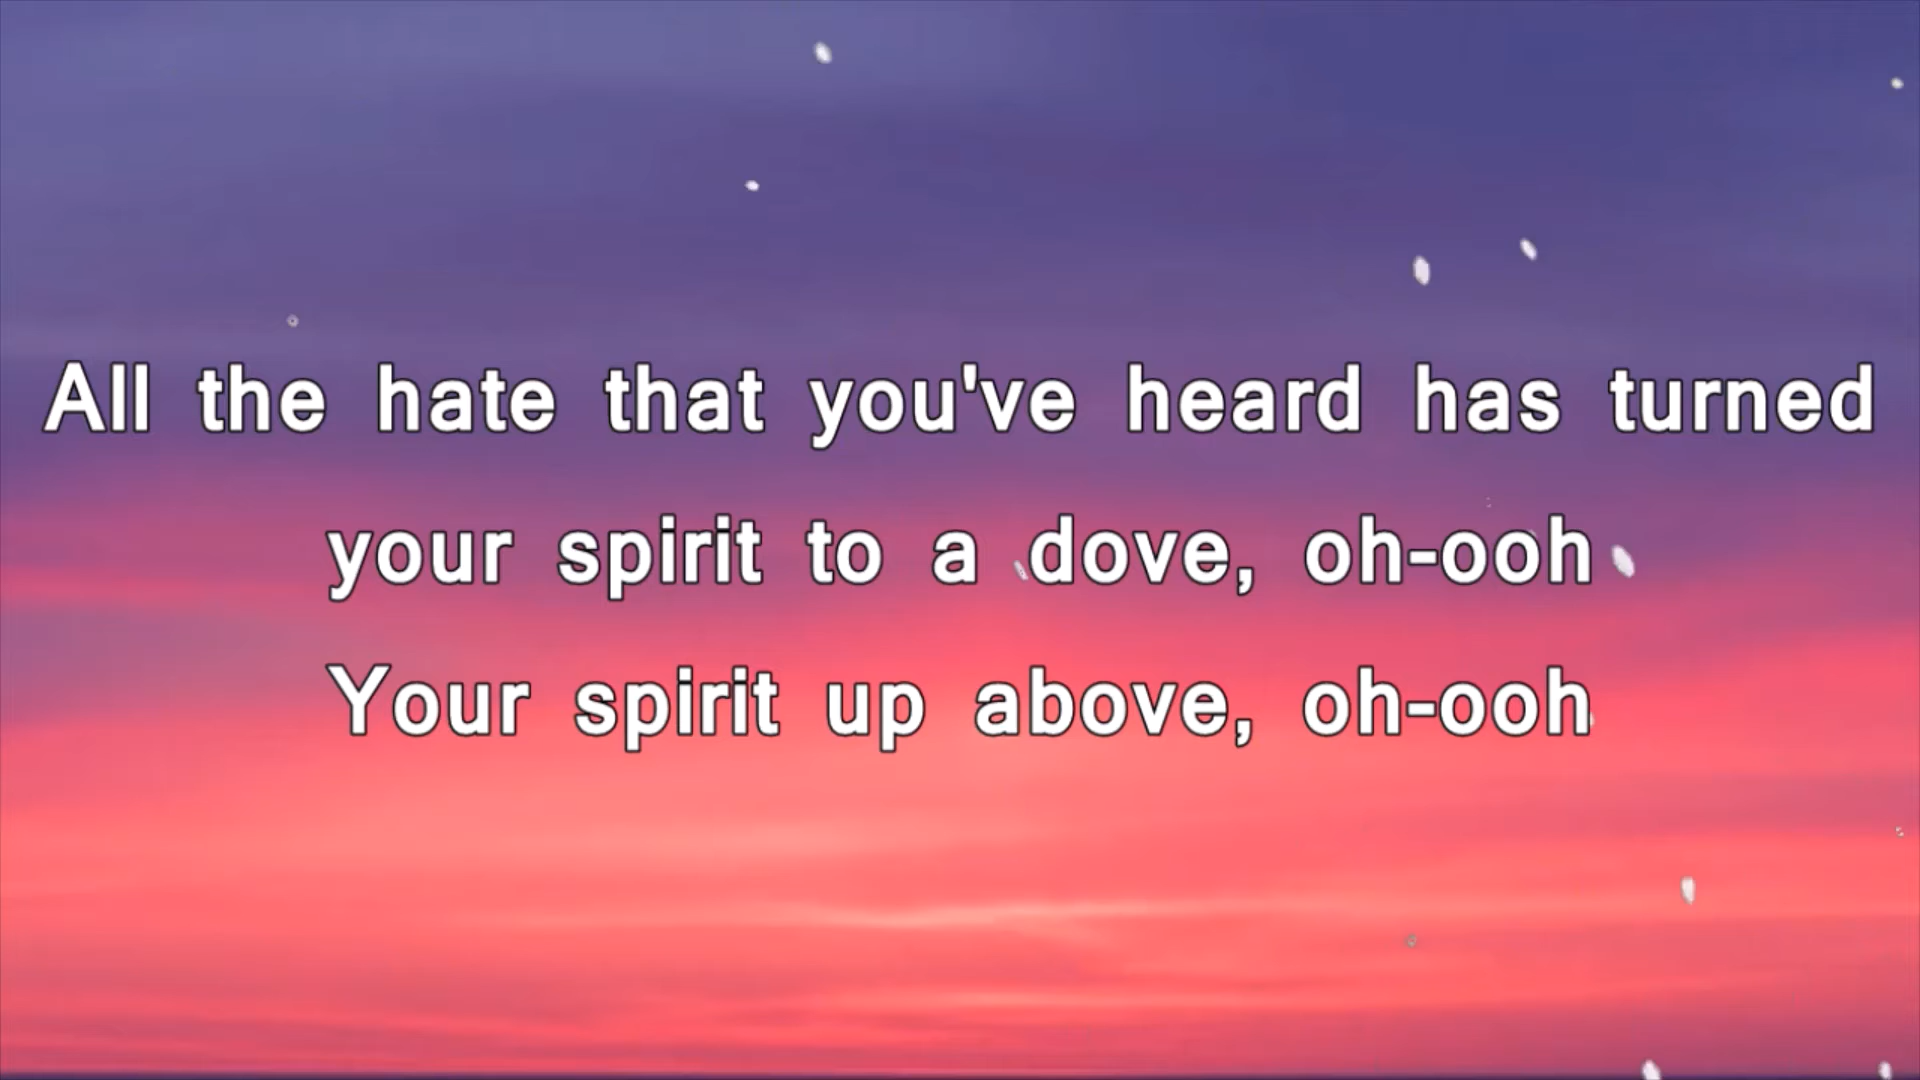 All the hate that you've heard has turned
your spirit to a dove, oh-ooh
Your spirit up above, oh-ooh